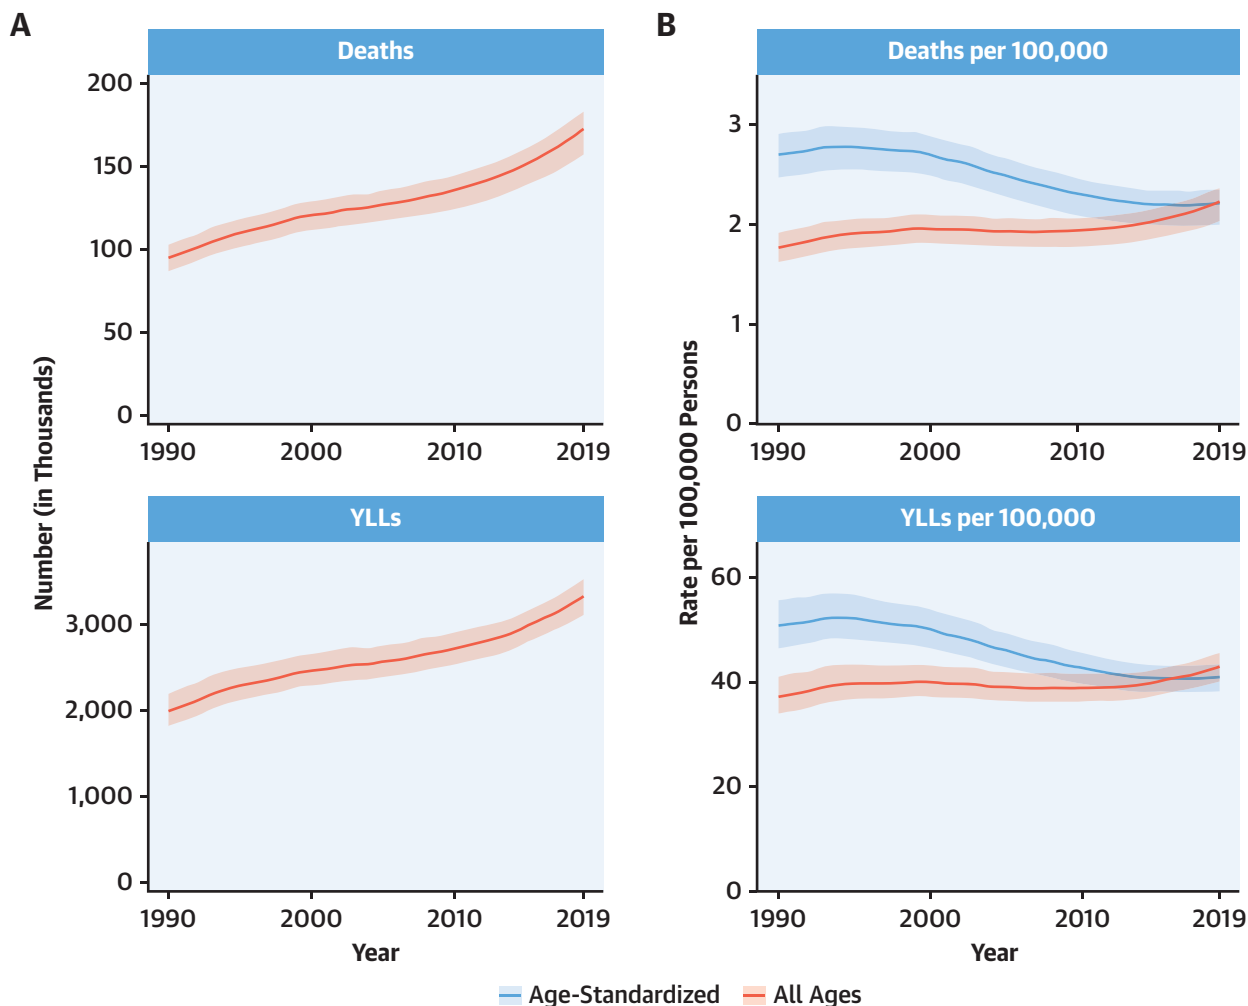 A
Deaths
200
150
100
50
0
1990 2000 2010 2019
YLLs
3,000
2,000
1,000
0
1990 2000 2010 2019
Year
Number (in Thousands)
B
Deaths per 100,000
3
2
1
0
1990 2000 2010 2019
YLLs per 100,000
60
40
20
0
1990 2000 2010 2019
Year
Rate per 100,000 Persons
Age-Standardized All Ages